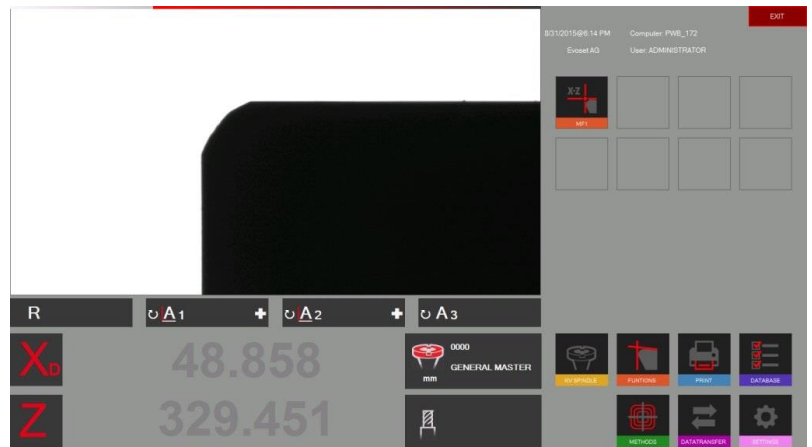 EXIT
8/31/2015@6:14 PM Computer: PWB_172
Evoset AG User: ADMINISTRATOR
X-Z
MP1
R
A1
A2
A3
XD 48.858
0000
GENERAL MASTER
mm
Z 329.451
KV SPINDLE
FUNTIONS
PRINT
DATABASE
METHODS
DATATRANSFER
SETTINGS